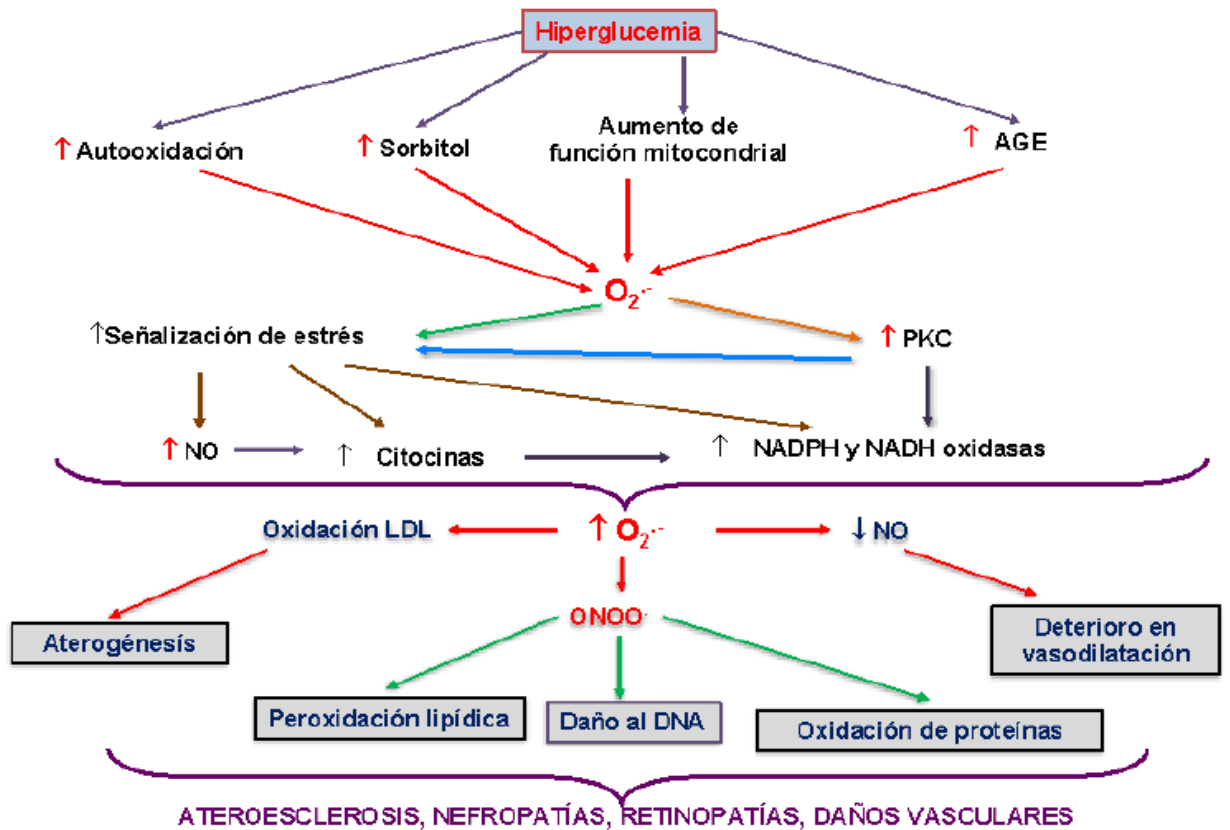 Hiperglucemia
↑ Autooxidación
↑ Sorbitol
Aumento de
función mitocondrial
↑ AGE
O₂·-
↑Señalización de estrés
↑ PKC
↑ NO
↑ Citocinas
↑ NADPH y NADH oxidasas
Oxidación LDL
↑ O₂·-
↓ NO
ONOO-
Aterogénesís
Deterioro en
vasodilatación
Peroxidación lipídica
Daño al DNA
Oxidación de proteínas
ATEROESCLEROSIS, NEFROPATÍAS, RETINOPATÍAS, DAÑOS VASCULARES